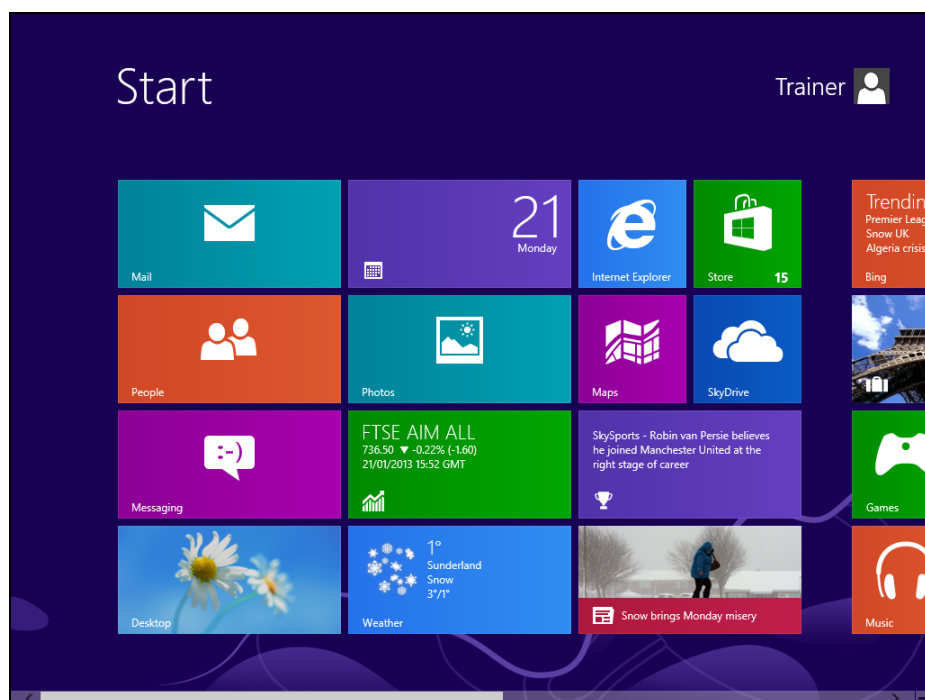 Start
Trainer
Mail
21
Monday
Internet Explorer
Store
15
Trendin
Premier Leag
Snow UK
Algeria crisis
Bing
People
Photos
Maps
SkyDrive
:-)
Messaging
FTSE AIM ALL
736.50 ▼ -0.22% (-1.60)
21/01/2013 15:52 GMT
SkySports - Robin van Persie believes
he joined Manchester United at the
right stage of career
Games
Desktop
1°
Sunderland
Snow
3°/1°
Weather
Snow brings Monday misery
Music